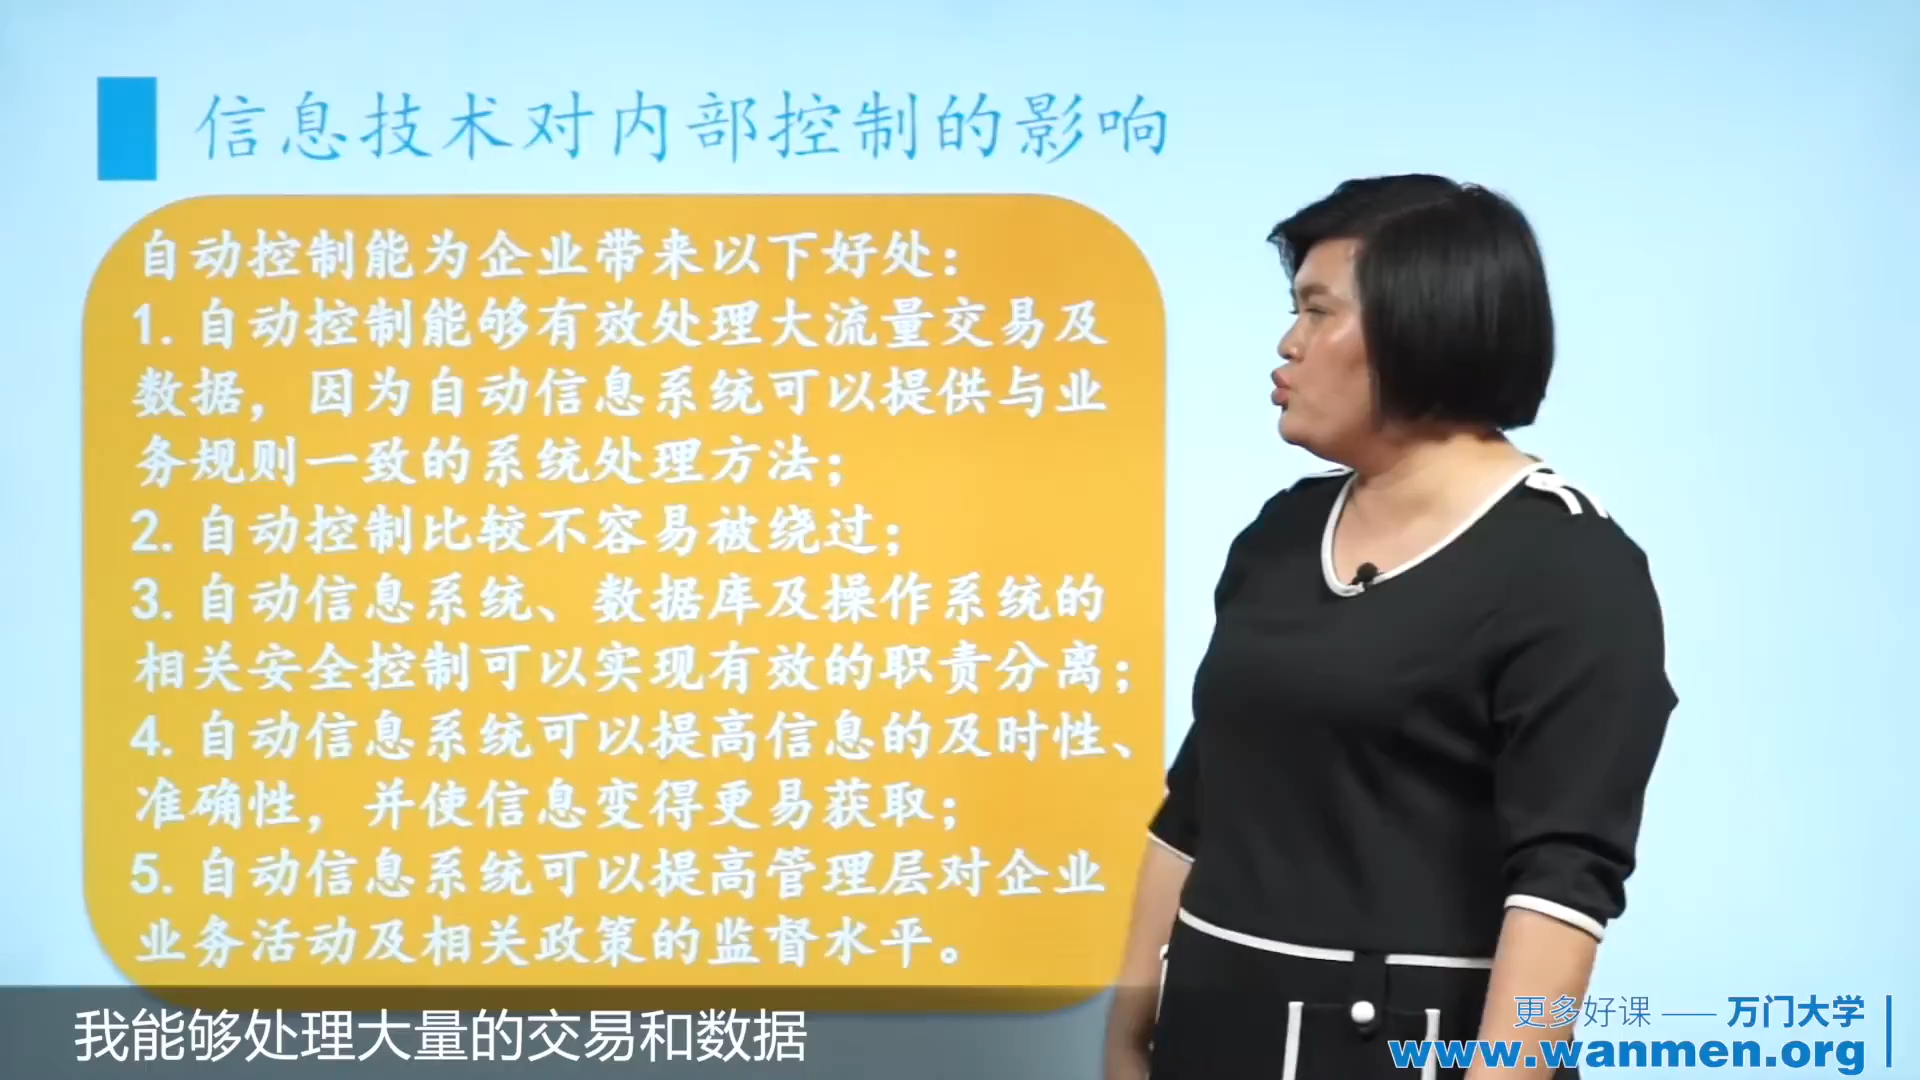 信息技术对内部控制的影响
自动控制能为企业带来以下好处：
1. 自动控制能够有效处理大流量交易及
数据，因为自动信息系统可以提供与业
务规则一致的系统处理方法；
2. 自动控制比较不容易被绕过；
3. 自动信息系统、数据库及操作系统的
相关安全控制可以实现有效的职责分离；
4. 自动信息系统可以提高信息的及时性、
准确性，并使信息变得更易获取；
5. 自动信息系统可以提高管理层对企业
业务活动及相关政策的监督水平。
我能够处理大量的交易和数据
更多好课 —— 万门大学
www.wanmen.org